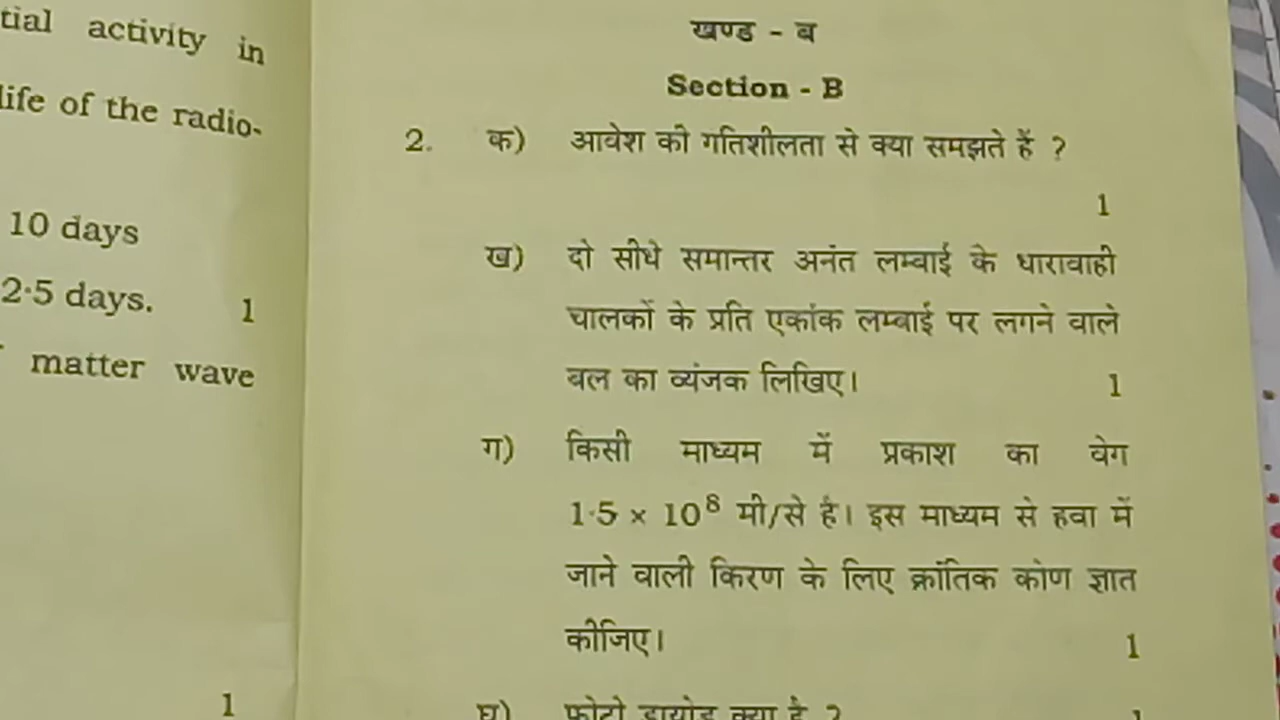 tial activity in
life of the radio-
10 days
2·5 days. 1
matter wave
1
खण्ड - ब
Section - B
2. क) आवेश की गतिशीलता से क्या समझते हैं ?
1
ख) दो सीधे समान्तर अनंत लम्बाई के धारावाही
चालकों के प्रति एकांक लम्बाई पर लगने वाले
बल का व्यंजक लिखिए। 1
ग) किसी माध्यम में प्रकाश का वेग
1·5 × 10⁸ मी/से है। इस माध्यम से हवा में
जाने वाली किरण के लिए क्रांतिक कोण ज्ञात
कीजिए। 1
घ) फोटो डायोड क्या है ? 1